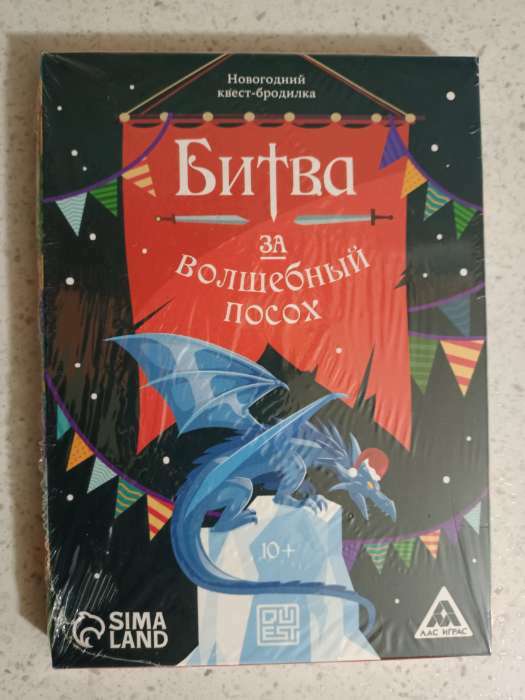 Новогодний
квест-бродилка
Битва
за
волшебный
посох
10+
SIMA
LAND
QUEST
ЛАС ИГРАС